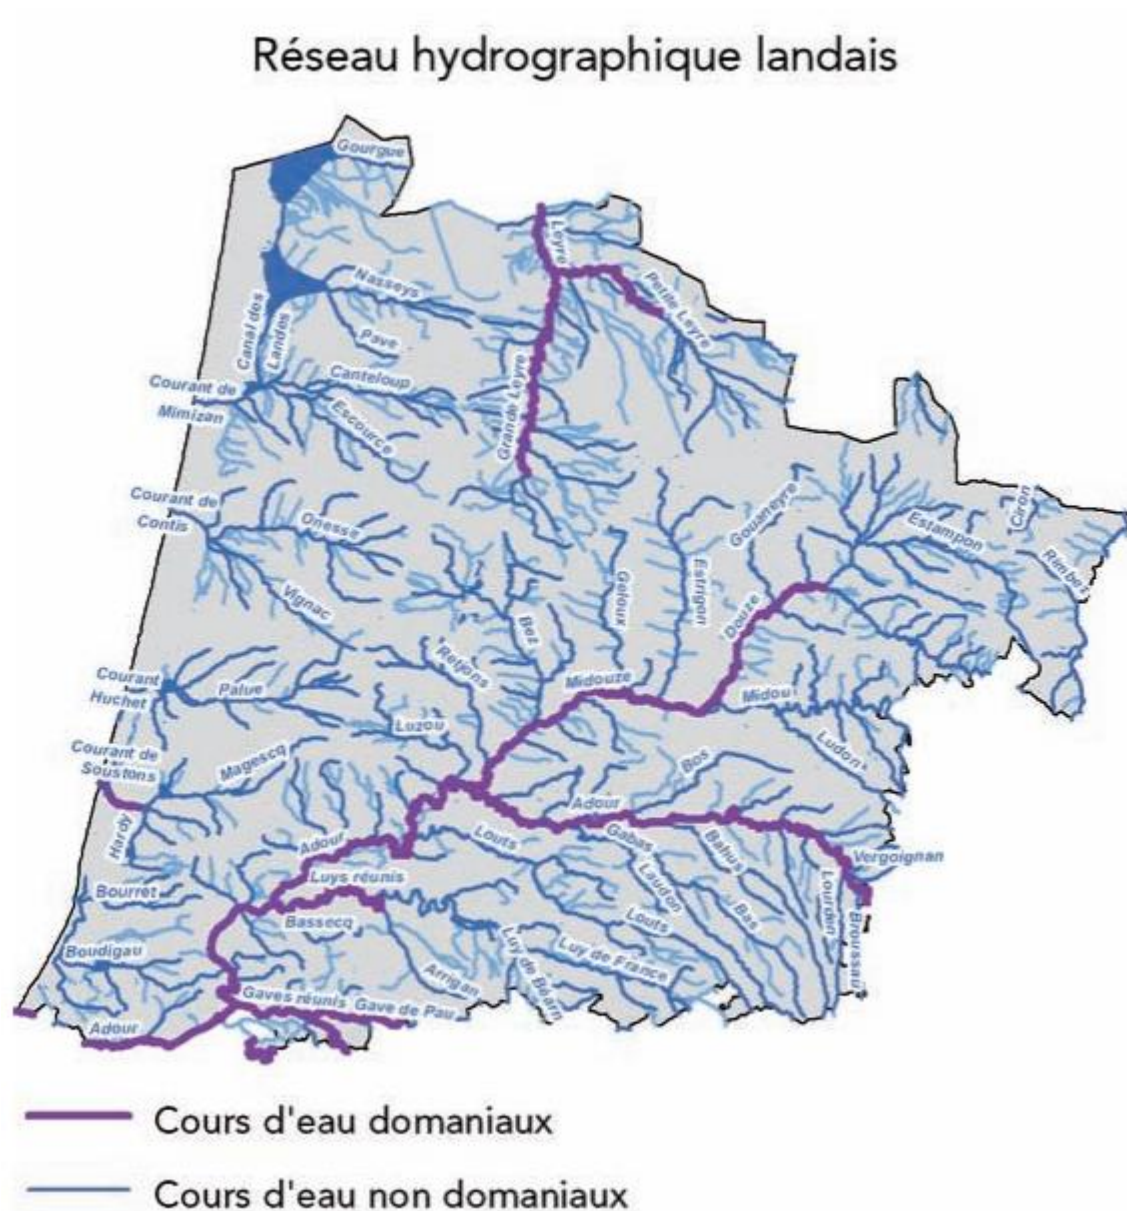 Réseau hydrographique landais
Gourgue
Leyre
Nasseys
Petite Leyre
Canal des
Landes
Pave
Canteloup
Grande Leyre
Courant de
Mimizan
Escource
Courant de
Contis
Onesse
Gouaneyre
Estampon
Ciron
Rimbez
Vignac
Geloux
Estrigon
Douze
Bez
Retjons
Courant
Huchet
Palue
Midouze
Midou
Luzou
Ludon
Courant de
Soustons
Magescq
Bos
Hardy
Adour
Adour
Louts
Gabas
Bahus
Vergoignan
Luys réunis
Laudon
Lourden
Bourret
Bassecq
Louts
Bas
Broussau
Boudigau
Luy de France
Luy de Béarn
Arrigan
Gaves réunis
Gave de Pau
Adour
Cours d'eau domaniaux
Cours d'eau non domaniaux